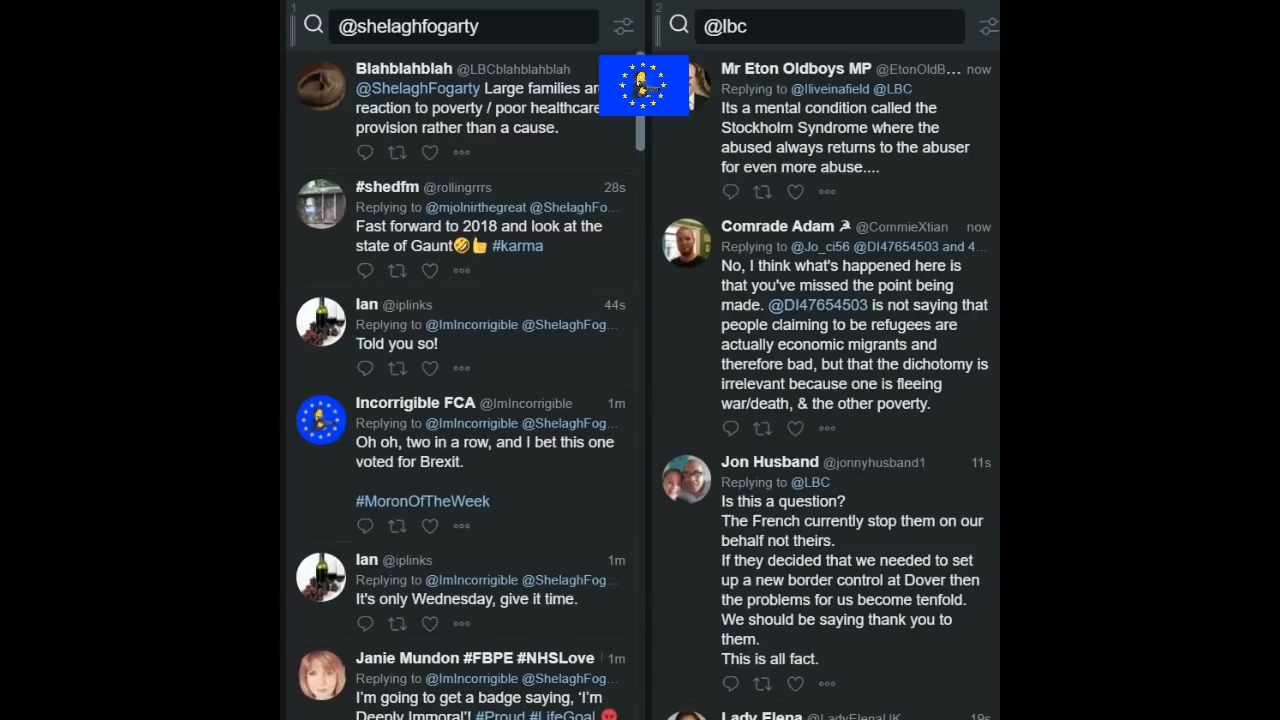 1
@shelaghfogarty
Blahblahblah @LBCblahblahblah
@ShelaghFogarty Large families are
reaction to poverty / poor healthcare
provision rather than a cause.
#shedfm @rollingrrrs 28s
Replying to @mjolnirthegreat @ShelaghFo...
Fast forward to 2018 and look at the
state of Gaunt🤣👍 #karma
Ian @iplinks 44s
Replying to @ImIncorrigible @ShelaghFog...
Told you so!
Incorrigible FCA @ImIncorrigible 1m
Replying to @ImIncorrigible @ShelaghFog...
Oh oh, two in a row, and I bet this one
voted for Brexit.
#MoronOfTheWeek
Ian @iplinks 1m
Replying to @ImIncorrigible @ShelaghFog...
It's only Wednesday, give it time.
Janie Mundon #FBPE #NHSLove 1m
Replying to @ImIncorrigible @ShelaghFog...
I'm going to get a badge saying, 'I'm
Deeply Immoral'! #Proud #LifeGoal 😡
2
@lbc
Mr Eton Oldboys MP @EtonOldB... now
Replying to @Iliveinafield @LBC
Its a mental condition called the
Stockholm Syndrome where the
abused always returns to the abuser
for even more abuse....
Comrade Adam ☭ @CommieXtian now
Replying to @Jo_ci56 @DI47654503 and 4...
No, I think what's happened here is
that you've missed the point being
made. @DI47654503 is not saying that
people claiming to be refugees are
actually economic migrants and
therefore bad, but that the dichotomy is
irrelevant because one is fleeing
war/death, & the other poverty.
Jon Husband @jonnyhusband1 11s
Replying to @LBC
Is this a question?
The French currently stop them on our
behalf not theirs.
If they decided that we needed to set
up a new border control at Dover then
the problems for us become tenfold.
We should be saying thank you to
them.
This is all fact.
Lady Elena @LadyElenaUK 19s